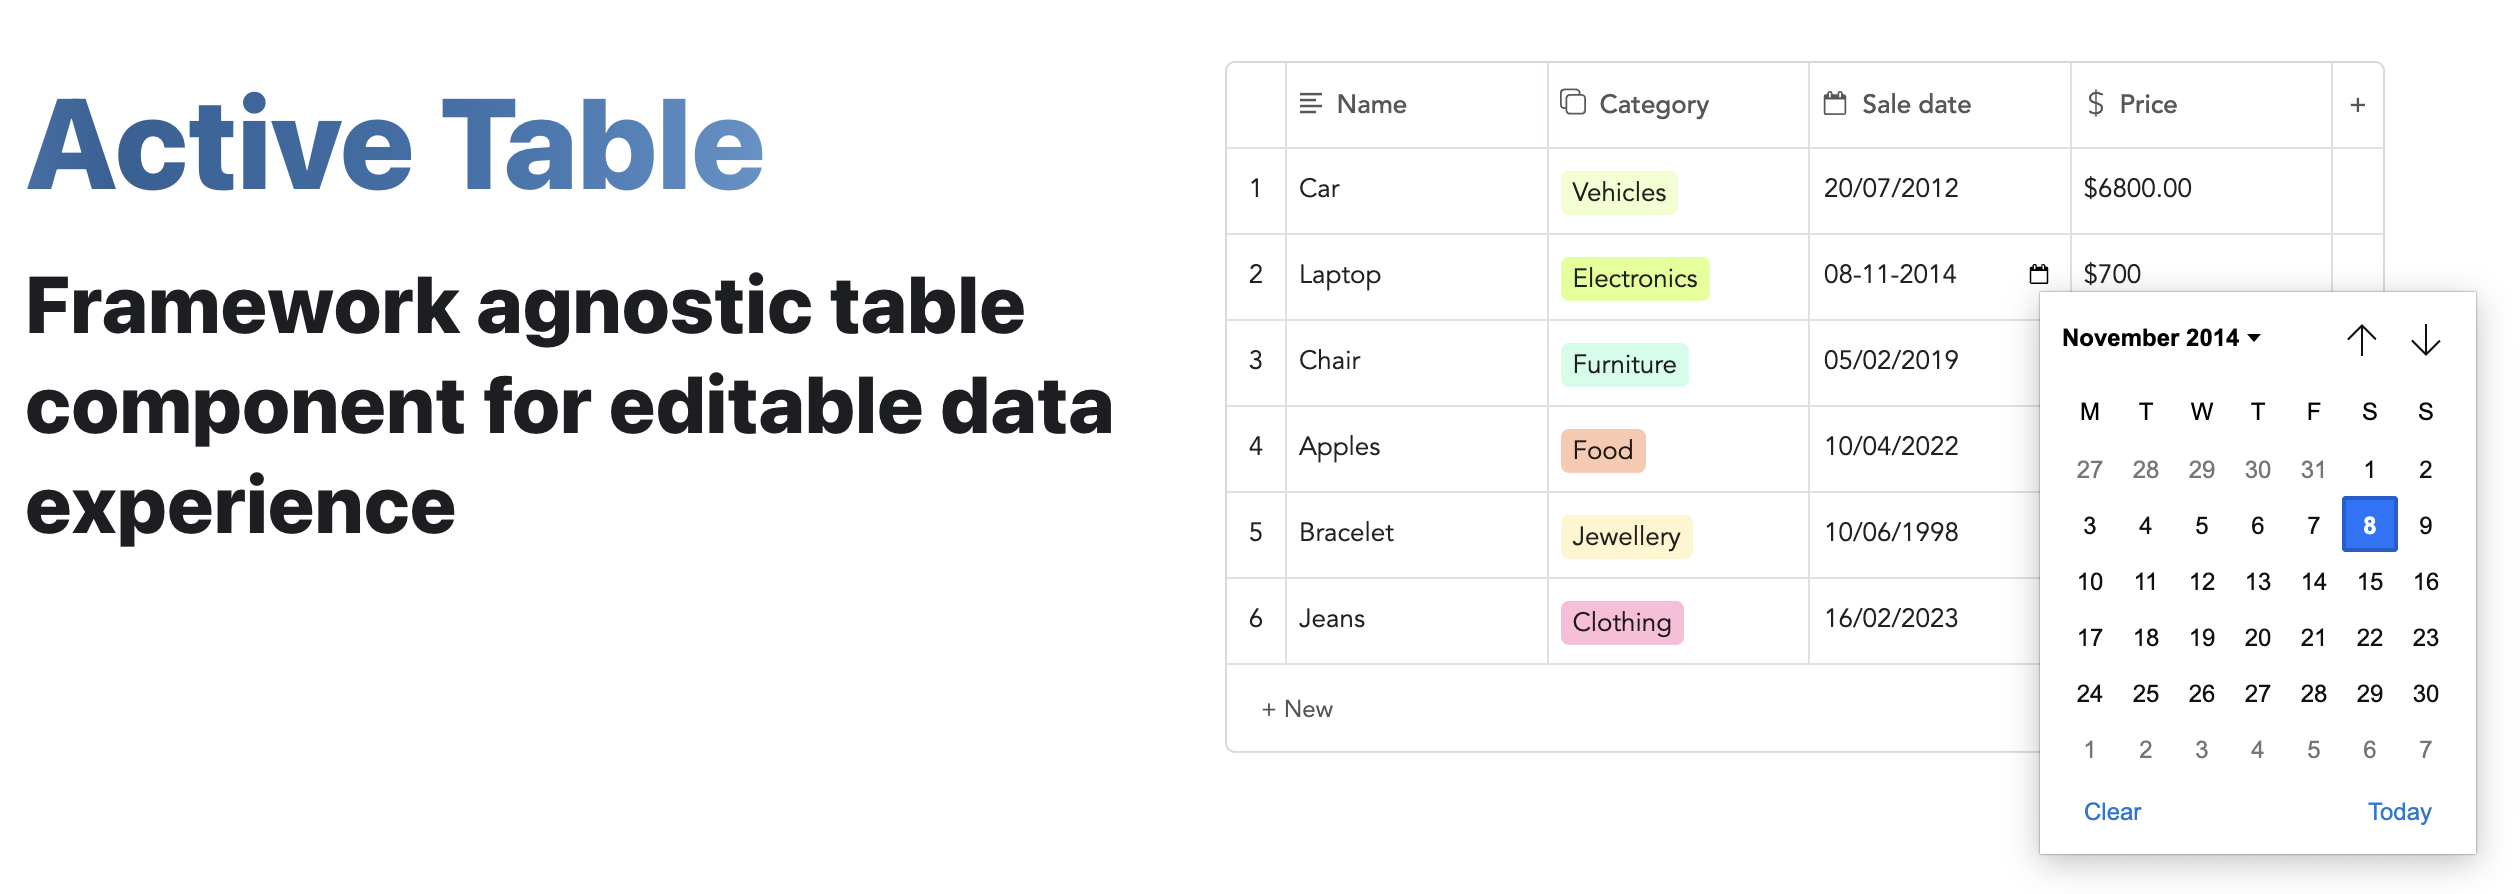 Active Table
Framework agnostic table
component for editable data
experience
Name Category Sale date $ Price +
1 Car Vehicles 20/07/2012 $6800.00
2 Laptop Electronics 08-11-2014 $700
3 Chair Furniture 05/02/2019
4 Apples Food 10/04/2022
5 Bracelet Jewellery 10/06/1998
6 Jeans Clothing 16/02/2023
+ New
November 2014
M T W T F S S
27 28 29 30 31 1 2
3 4 5 6 7 8 9
10 11 12 13 14 15 16
17 18 19 20 21 22 23
24 25 26 27 28 29 30
1 2 3 4 5 6 7
Clear Today